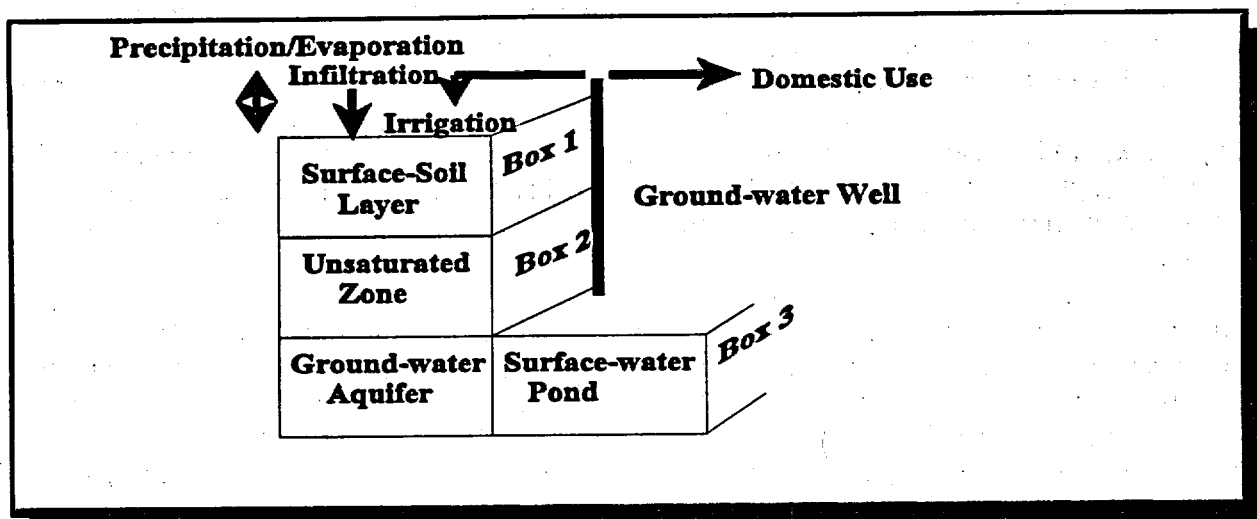 Precipitation/Evaporation
Infiltration
Domestic Use
Irrigation
Box 1
Surface-Soil
Layer
Ground-water Well
Box 2
Unsaturated
Zone
Box 3
Ground-water
Aquifer
Surface-water
Pond